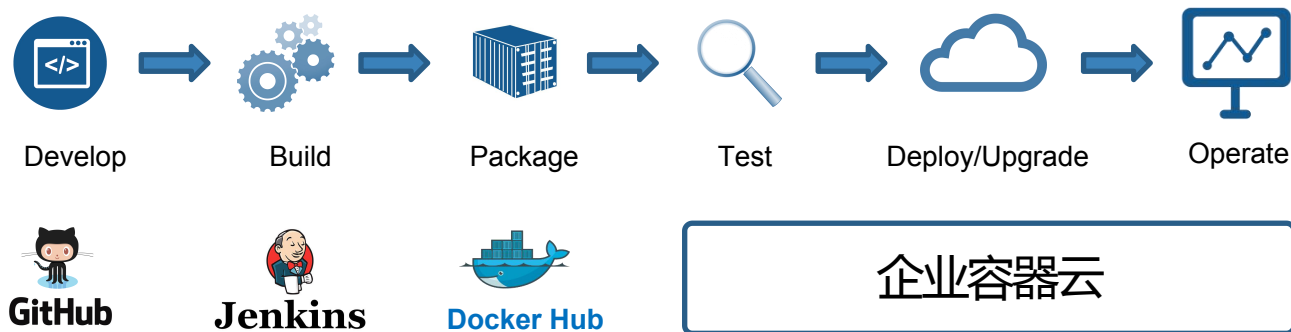 </>
Develop
Build
Package
Test
Deploy/Upgrade
Operate
GitHub
Jenkins
Docker Hub
企业容器云